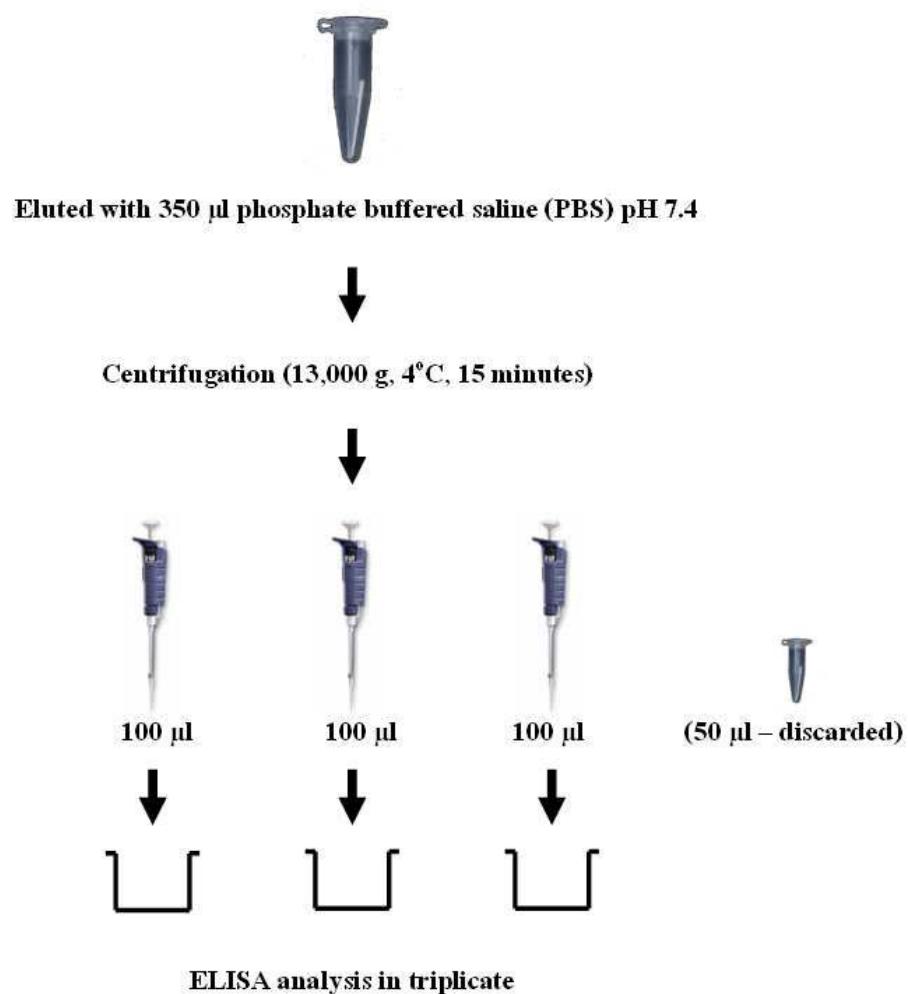 Eluted with 350 µl phosphate buffered saline (PBS) pH 7.4
Centrifugation (13,000 g, 4°C, 15 minutes)
100 µl 100 µl 100 µl (50 µl – discarded)
ELISA analysis in triplicate